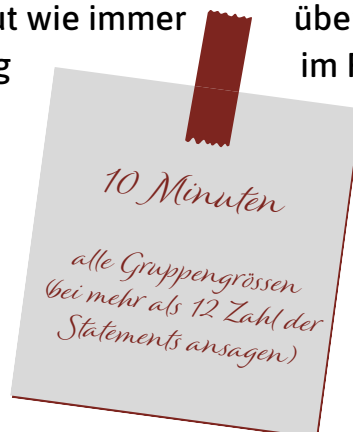 ut wie immer
übe
g
im
10 Minuten
alle Gruppengrössen
(bei mehr als 12 Zahl der
Statements ansagen)